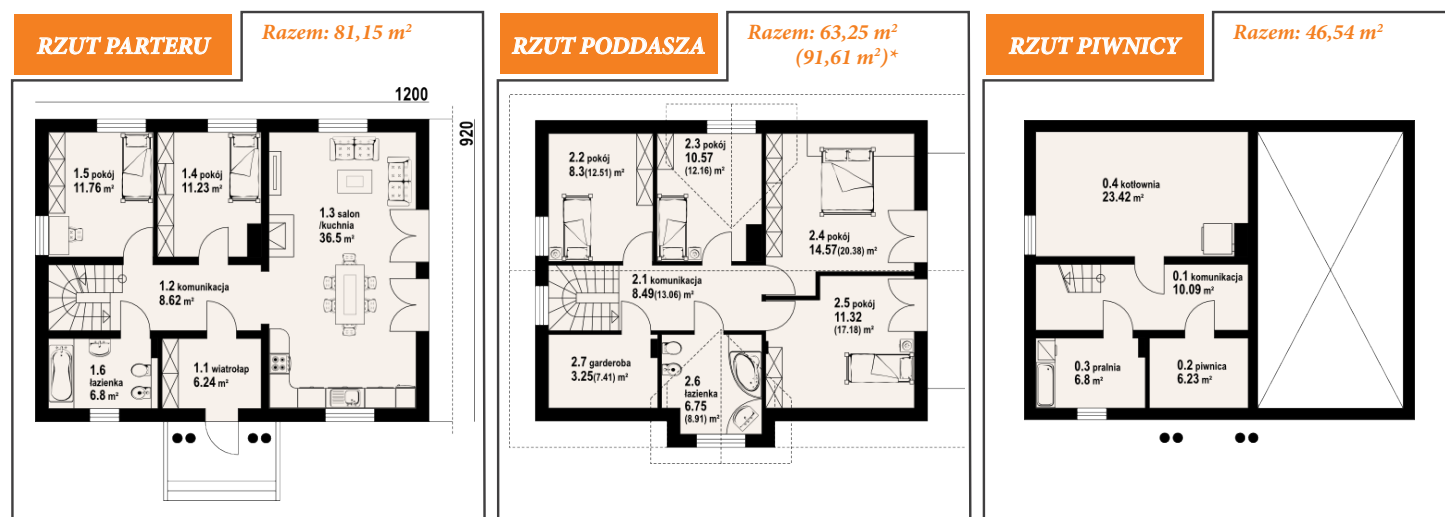 RZUT PARTERU
Razem: 81,15 m²
1200
920
1.5 pokój
11.76 m²
1.4 pokój
11.23 m²
1.3 salon
/kuchnia
36.5 m²
1.2 komunikacja
8.62 m²
1.6
łazienka
6.8 m²
1.1 wiatrołap
6.24 m²
RZUT PODDASZA
Razem: 63,25 m²
(91,61 m²)*
2.2 pokój
8.3(12.51) m²
2.3 pokój
10.57
(12.16) m²
2.4 pokój
14.57(20.38) m²
2.1 komunikacja
8.49(13.06) m²
2.5 pokój
11.32
(17.18) m²
2.7 garderoba
3.25(7.41) m²
2.6
łazienka
6.75
(8.91) m²
RZUT PIWNICY
Razem: 46,54 m²
0.4 kotłownia
23.42 m²
0.1 komunikacja
10.09 m²
0.3 pralnia
6.8 m²
0.2 piwnica
6.23 m²